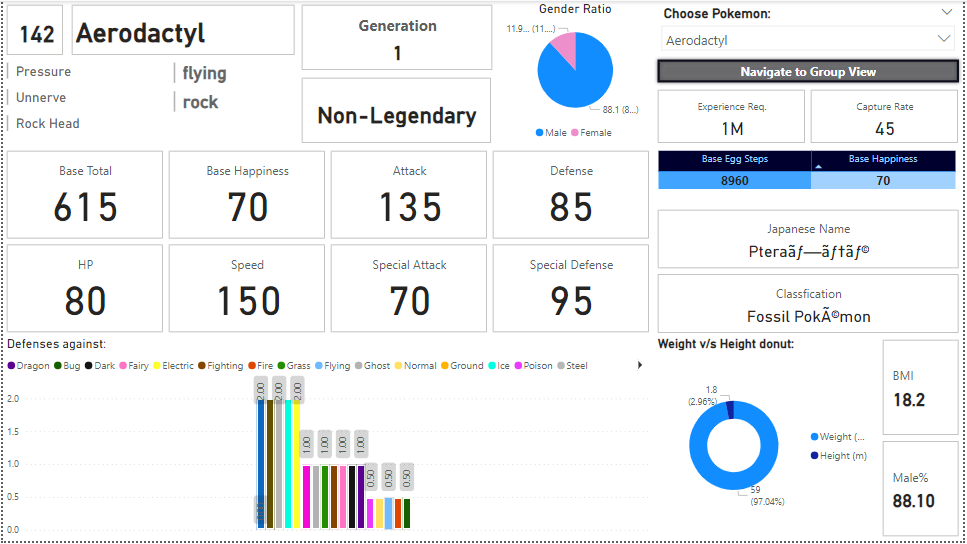 142
Aerodactyl
Pressure
Unnerve
Rock Head
flying
rock
Generation
1
Non-Legendary
Gender Ratio
11.9... (11....)
88.1 (8...)
Male Female
Choose Pokemon:
Aerodactyl
Navigate to Group View
Experience Req.
1M
Capture Rate
45
Base Egg Steps Base Happiness
8960 70
Base Total
615
Base Happiness
70
Attack
135
Defense
85
HP
80
Speed
150
Special Attack
70
Special Defense
95
Japanese Name
Pteraãƒ—ãƒ†ãƒ©
Classfication
Fossil PokÃ©mon
Defenses against:
Dragon Bug Dark Fairy Electric Fighting Fire Grass Flying Ghost Normal Ground Ice Poison Steel
2.0
1.5
1.0
0.5
0.0
2.00 2.00 2.00
1.00 1.00 1.00 1.00
0.50 0.50 0.50
Weight v/s Height donut:
1.8
(2.96%)
59
(97.04%)
Weight (...
Height (m)
BMI
18.2
Male%
88.10